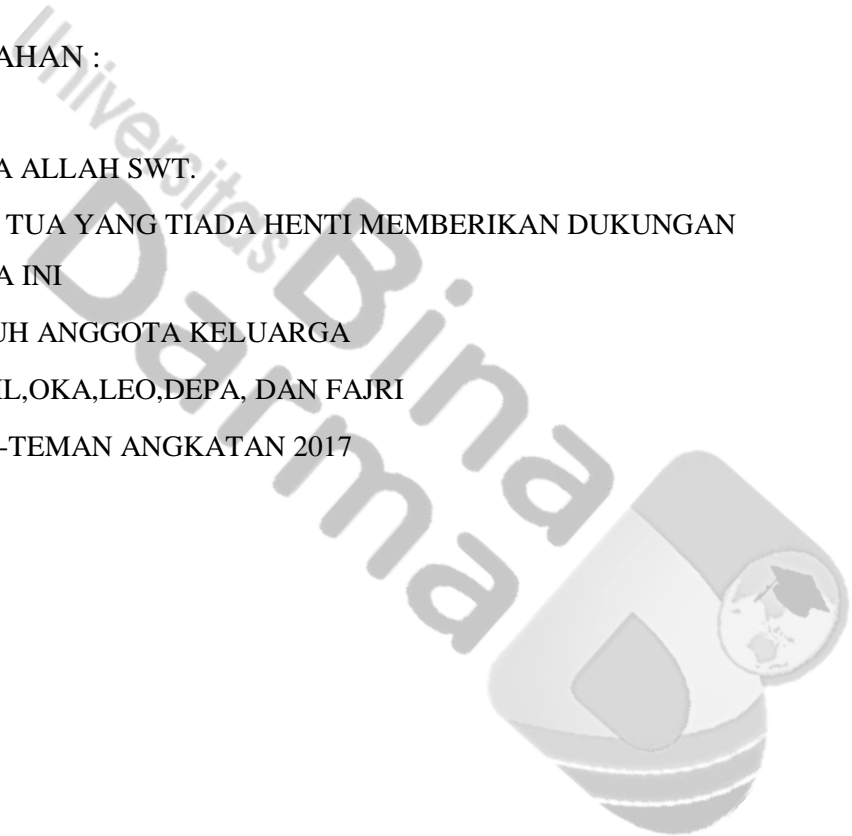 AHAN :
A ALLAH SWT.
TUA YANG TIADA HENTI MEMBERIKAN DUKUNGAN
A INI
UH ANGGOTA KELUARGA
IL,OKA,LEO,DEPA, DAN FAJRI
-TEMAN ANGKATAN 2017
Universitas
Bina
Darma